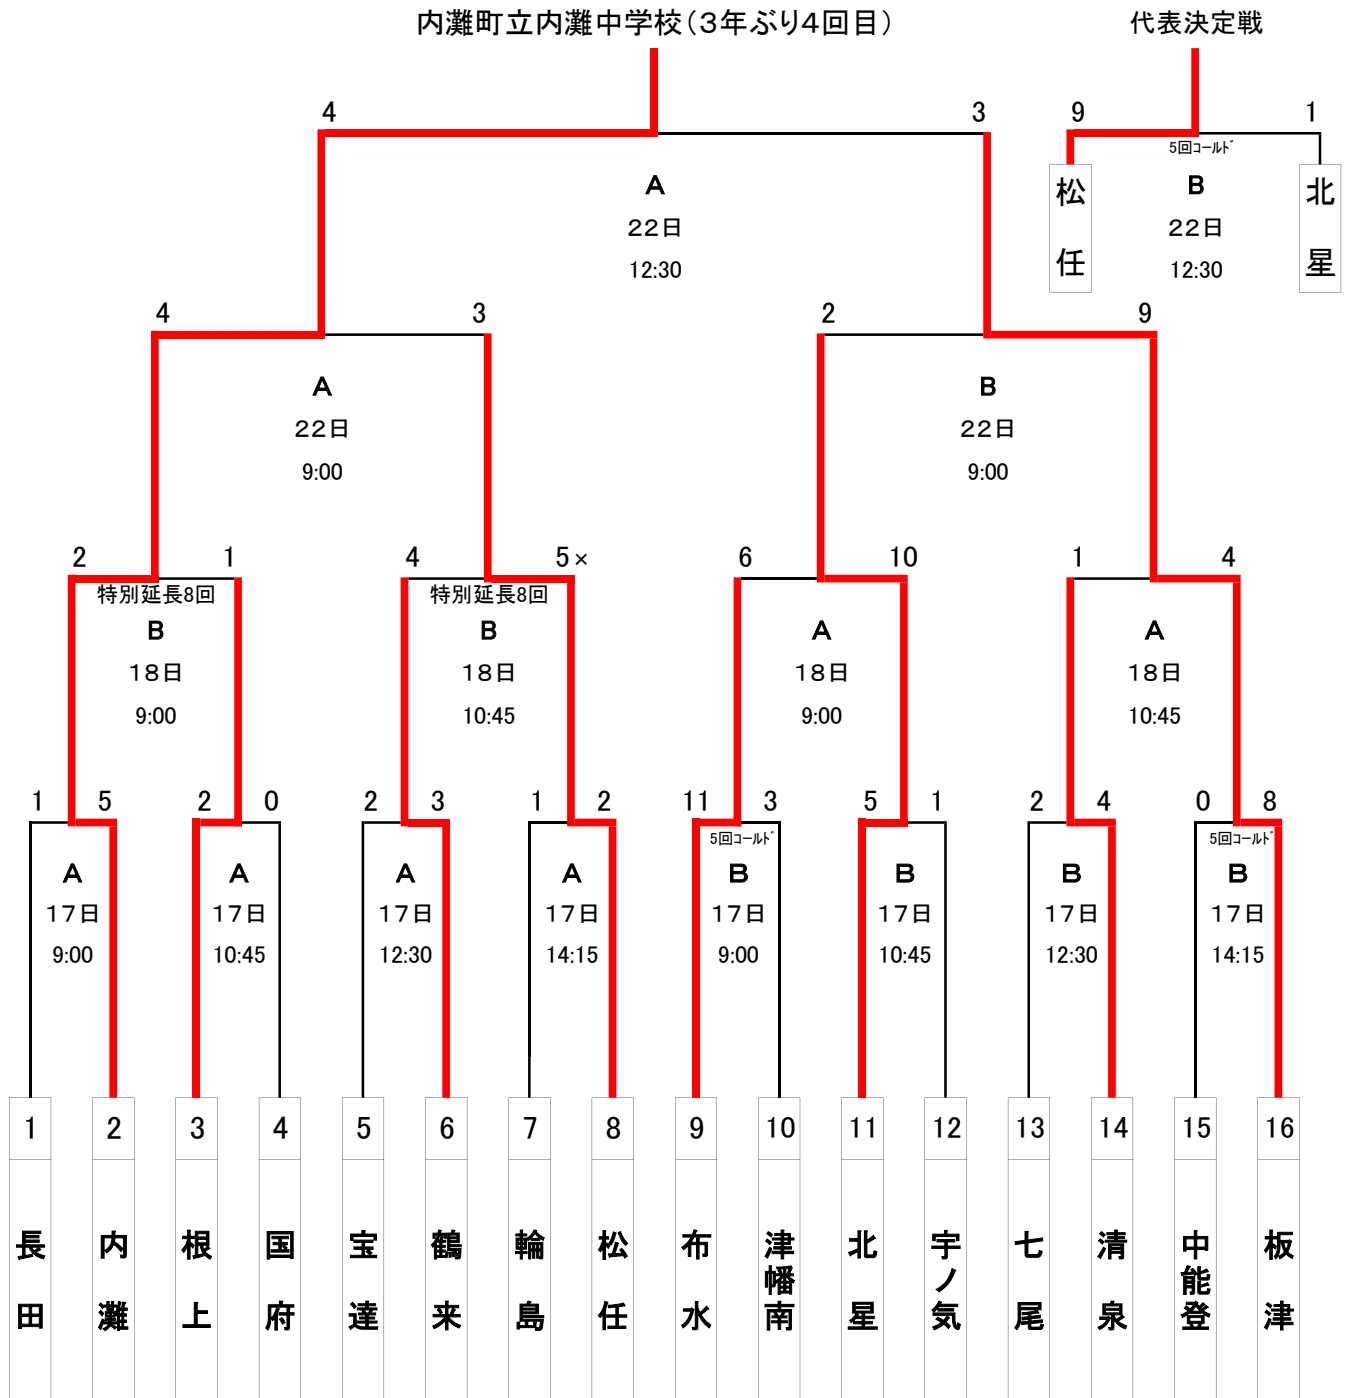 内灘町立内灘中学校(３年ぶり４回目)
代表決定戦
4 3 9 1
5回コールド
松任
北星
A
22日
12:30
B
22日
12:30
4 3 2 9
A B
22日 22日
9:00 9:00
2 1 4 5× 6 10 1 4
特別延長8回 特別延長8回
B B A A
18日 18日 18日 18日
9:00 10:45 9:00 10:45
1 5 2 0 2 3 1 2 11 3 5 1 2 4 0 8
5回コールド 5回コールド
A A A A B B B B
17日 17日 17日 17日 17日 17日 17日 17日
9:00 10:45 12:30 14:15 9:00 10:45 12:30 14:15
1 2 3 4 5 6 7 8 9 10 11 12 13 14 15 16
長田
内灘
根上
国府
宝達
鶴来
輪島
松任
布水
津幡南
北星
宇ノ気
七尾
清泉
中能登
板津